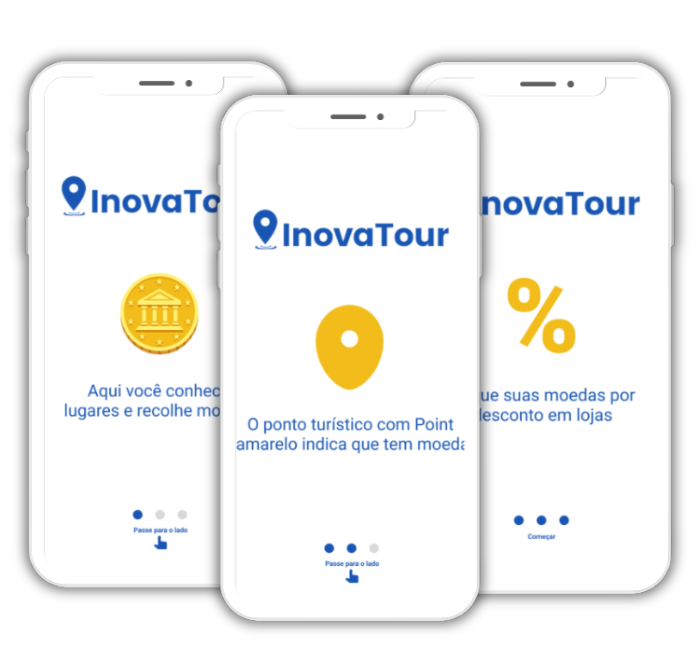 InovaTo
Aqui você conhec
lugares e recolhe mo
Passe para o lado
InovaTour
O ponto turístico com Point
amarelo indica que tem moeda
Passe para o lado
novaTour
%
ue suas moedas por
desconto em lojas
Começar